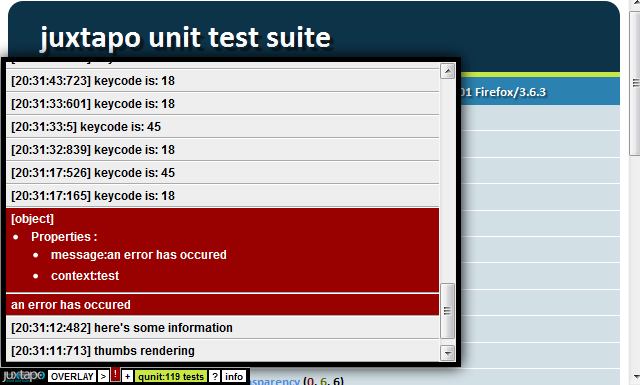 juxtapo unit test suite
01 Firefox/3.6.3
[20:31:43:723] keycode is: 18
[20:31:33:601] keycode is: 18
[20:31:33:5] keycode is: 45
[20:31:32:839] keycode is: 18
[20:31:17:526] keycode is: 45
[20:31:17:165] keycode is: 18
[object]
Properties :
message:an error has occured
context:test
an error has occured
[20:31:12:482] here's some information
[20:31:11:713] thumbs rendering
juxtapo OVERLAY > ! + qunit:119 tests ? info
sparency (0, 6, 6)